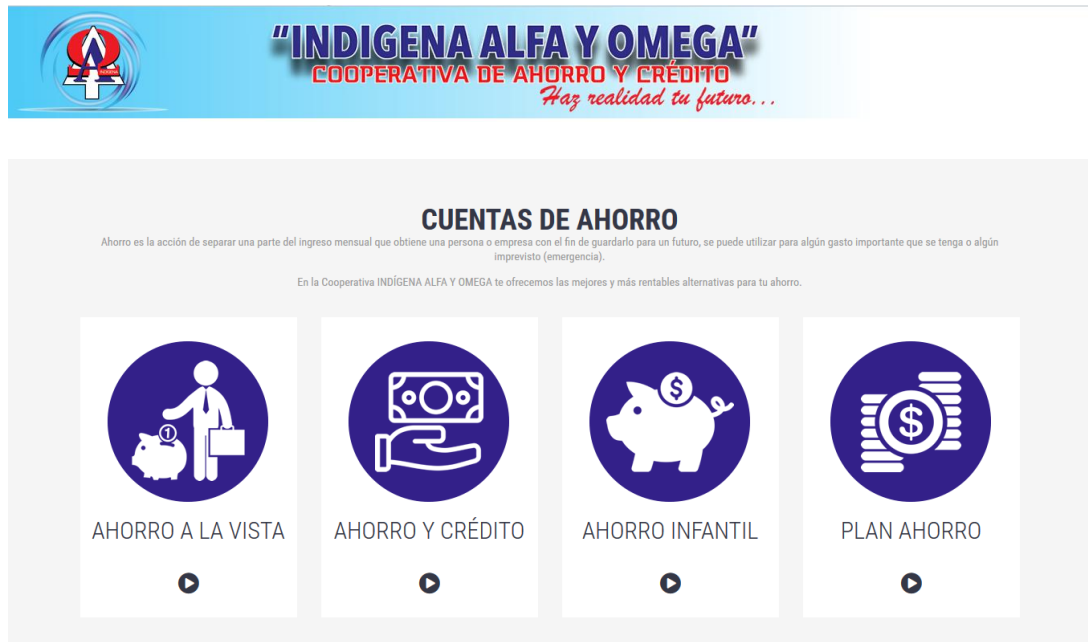 INDIGENA
"INDIGENA ALFA Y OMEGA"
COOPERATIVA DE AHORRO Y CRÉDITO
Haz realidad tu futuro...
CUENTAS DE AHORRO
Ahorro es la acción de separar una parte del ingreso mensual que obtiene una persona o empresa con el fin de guardarlo para un futuro, se puede utilizar para algún gasto importante que se tenga o algún
imprevisto (emergencia).
En la Cooperativa INDÍGENA ALFA Y OMEGA te ofrecemos las mejores y más rentables alternativas para tu ahorro.
1
$
$
AHORRO A LA VISTA
AHORRO Y CRÉDITO
AHORRO INFANTIL
PLAN AHORRO